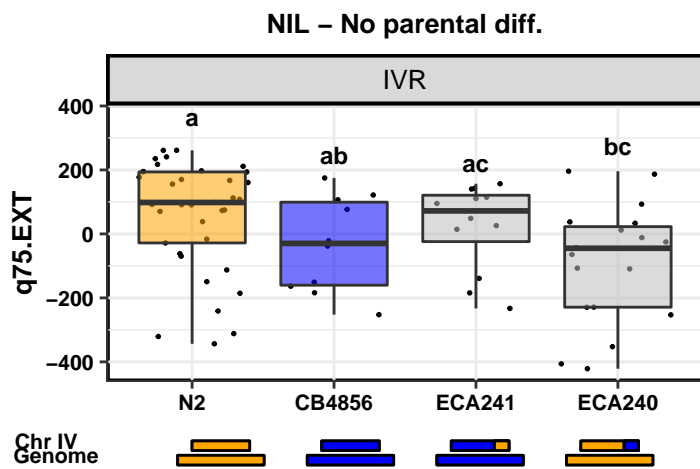 NIL – No parental diff.
IVR
a
ab
ac
bc
400
200
0
−200
−400
q75.EXT
N2 CB4856 ECA241 ECA240
Chr IV
Genome